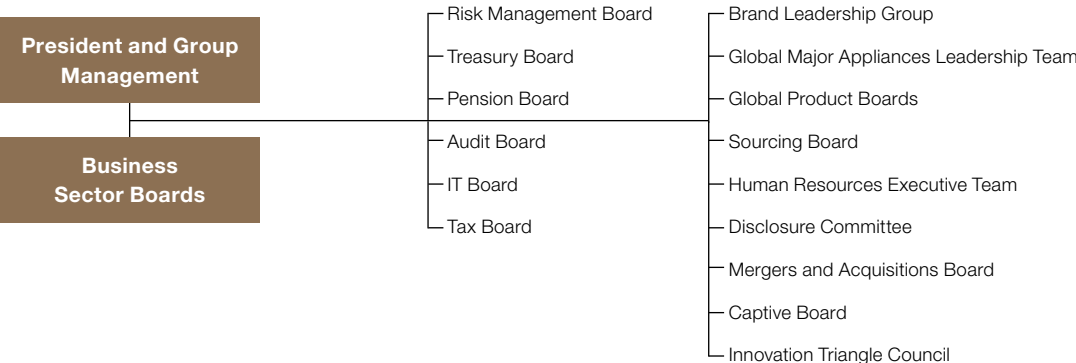 President and Group
Management
Business
Sector Boards
Risk Management Board
Treasury Board
Pension Board
Audit Board
IT Board
Tax Board
Brand Leadership Group
Global Major Appliances Leadership Team
Global Product Boards
Sourcing Board
Human Resources Executive Team
Disclosure Committee
Mergers and Acquisitions Board
Captive Board
Innovation Triangle Council